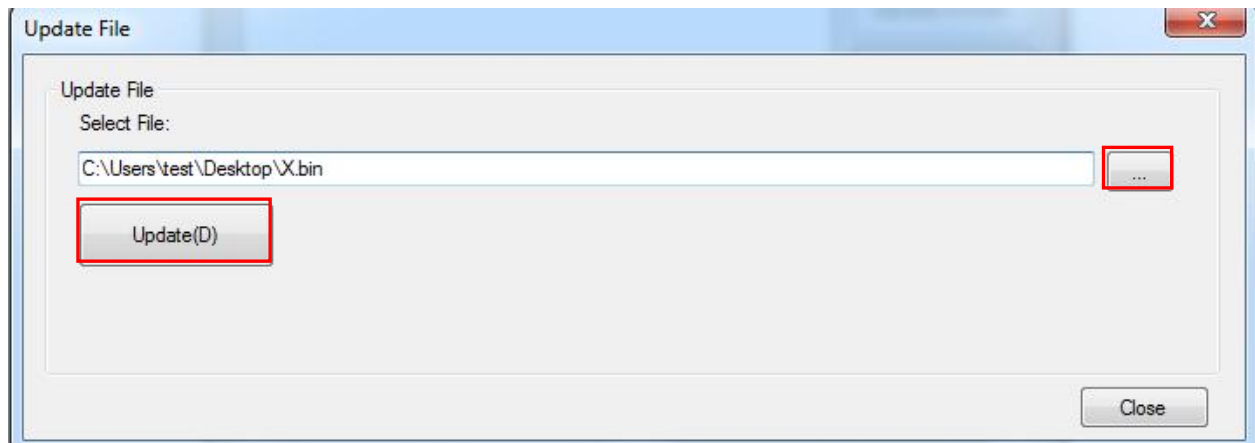 Update File
Update File
Select File:
C:\Users\test\Desktop\X.bin
...
Update(D)
Close